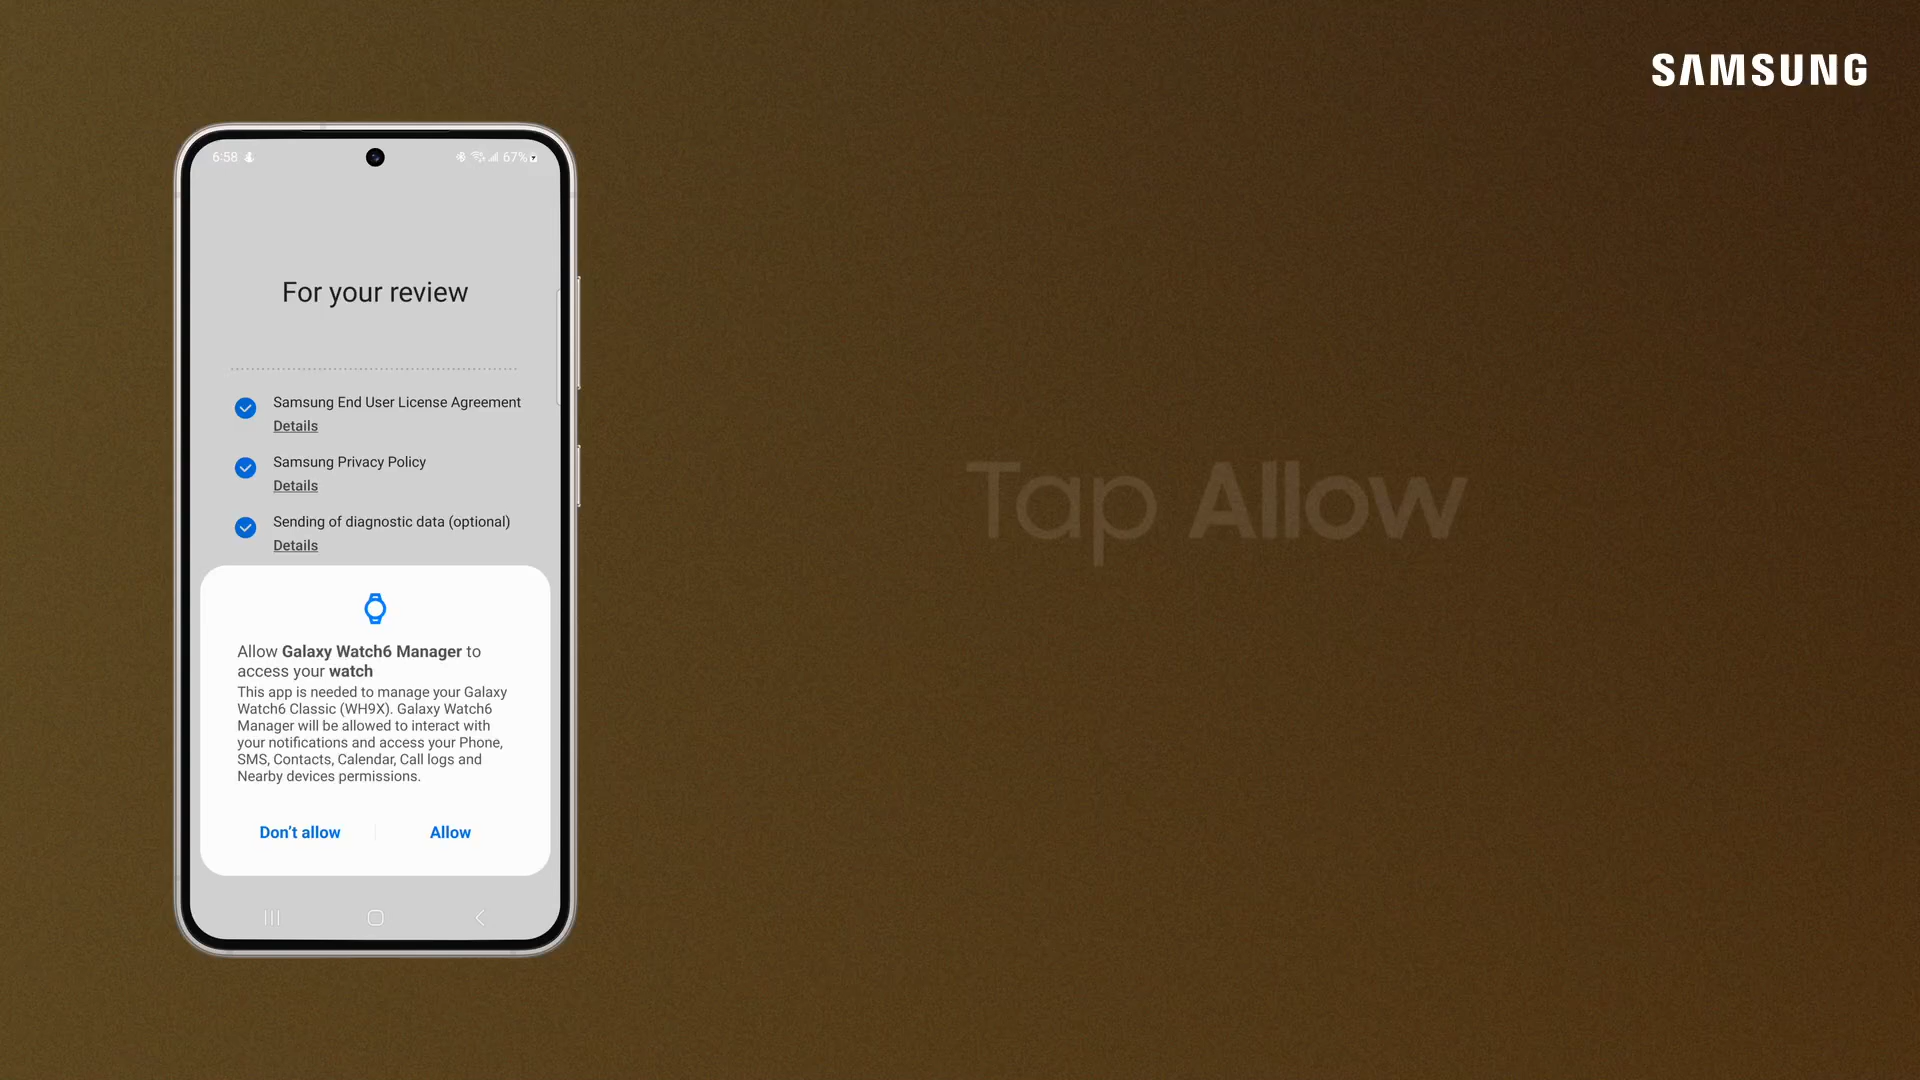 SAMSUNG
6:58
67%
For your review
Samsung End User License Agreement
Details
Samsung Privacy Policy
Details
Sending of diagnostic data (optional)
Details
Tap Allow
Allow Galaxy Watch6 Manager to
access your watch
This app is needed to manage your Galaxy
Watch6 Classic (WH9X). Galaxy Watch6
Manager will be allowed to interact with
your notifications and access your Phone,
SMS, Contacts, Calendar, Call logs and
Nearby devices permissions.
Don’t allow
Allow